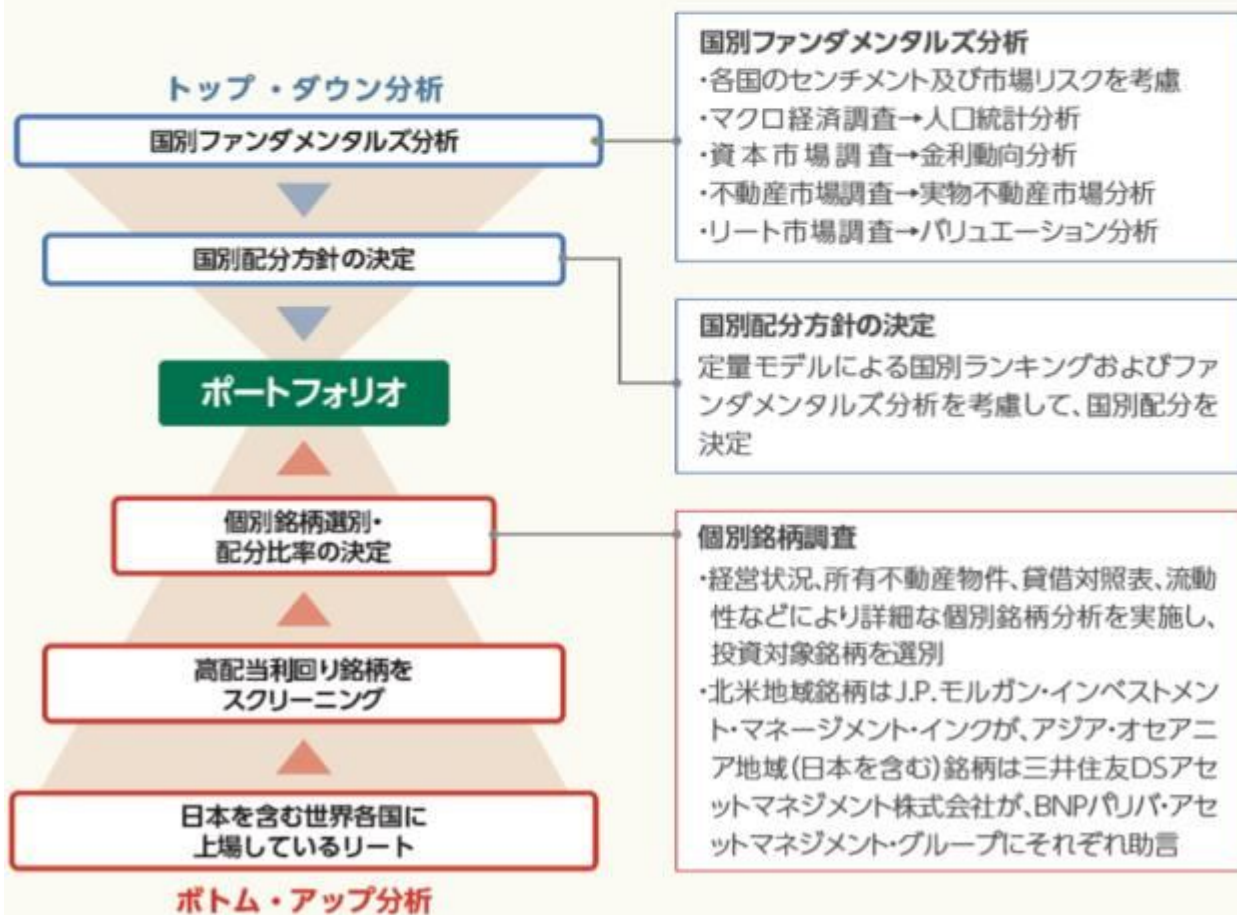 トップ・ダウン分析
国別ファンダメンタルズ分析
国別配分方針の決定
ポートフォリオ
個別銘柄選別・
配分比率の決定
高配当利回り銘柄を
スクリーニング
日本を含む世界各国に
上場しているリート
ボトム・アップ分析
国別ファンダメンタルズ分析
・各国のセンチメント及び市場リスクを考慮
・マクロ経済調査→人口統計分析
・資本市場調査→金利動向分析
・不動産市場調査→実物不動産市場分析
・リート市場調査→バリュエーション分析
国別配分方針の決定
定量モデルによる国別ランキングおよびファ
ンダメンタルズ分析を考慮して、国別配分を
決定
個別銘柄調査
・経営状況、所有不動産物件、貸借対照表、流動
性などにより詳細な個別銘柄分析を実施し、
投資対象銘柄を選別
・北米地域銘柄はJ.P.モルガン・インベストメン
ト・マネージメント・インクが、アジア・オセアニ
ア地域(日本を含む)銘柄は三井住友DSアセ
ットマネジメント株式会社が、BNPパリバ・アセ
ットマネジメント・グループにそれぞれ助言